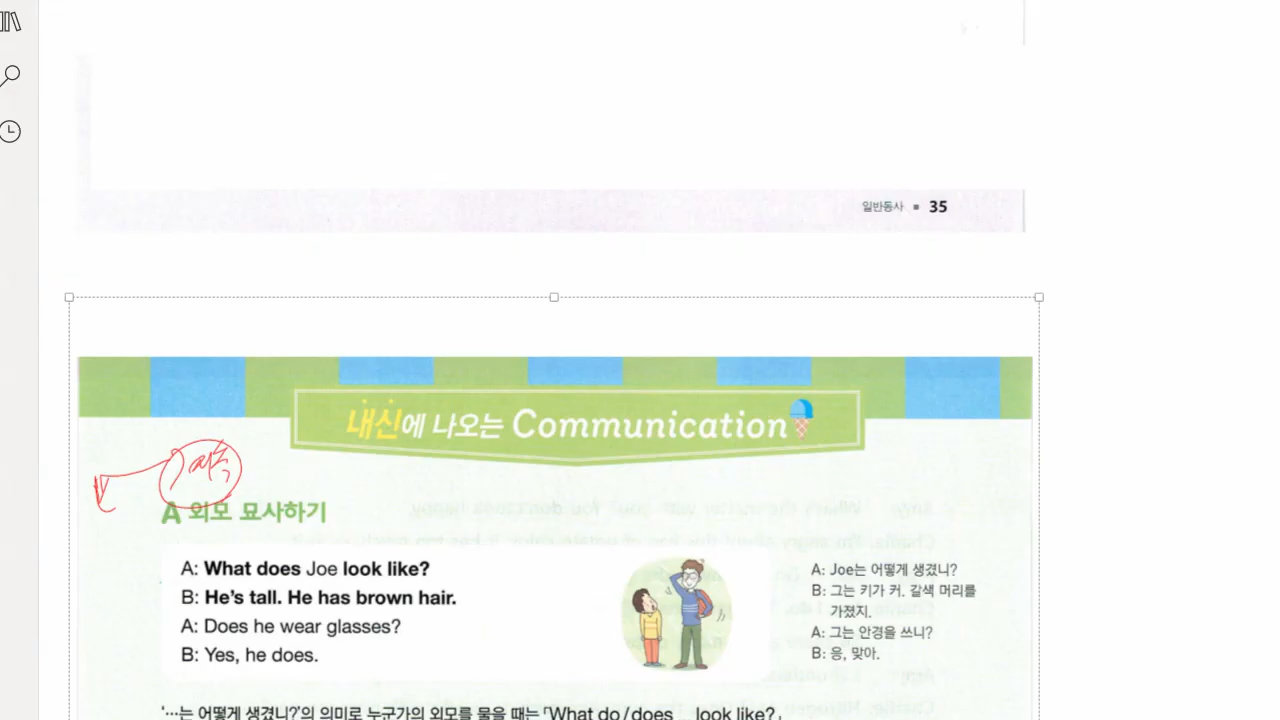 일반동사 ▪ 35
내신에 나오는 Communication
A 외모 묘사하기
A: What does Joe look like?
B: He's tall. He has brown hair.
A: Does he wear glasses?
B: Yes, he does.
A: Joe는 어떻게 생겼니?
B: 그는 키가 커. 갈색 머리를
가졌지.
A: 그는 안경을 쓰니?
B: 응, 맞아.
'…는 어떻게 생겼니?'의 의미로 누군가의 외모를 물을 때는 「What do / does ... look like?」